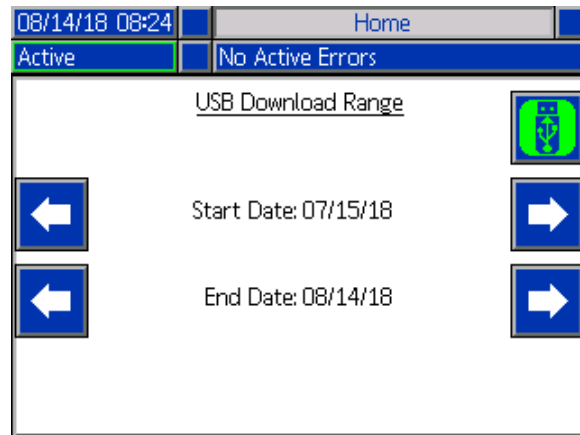 08/14/18 08:24 Home
Active No Active Errors
USB Download Range
Start Date: 07/15/18
End Date: 08/14/18